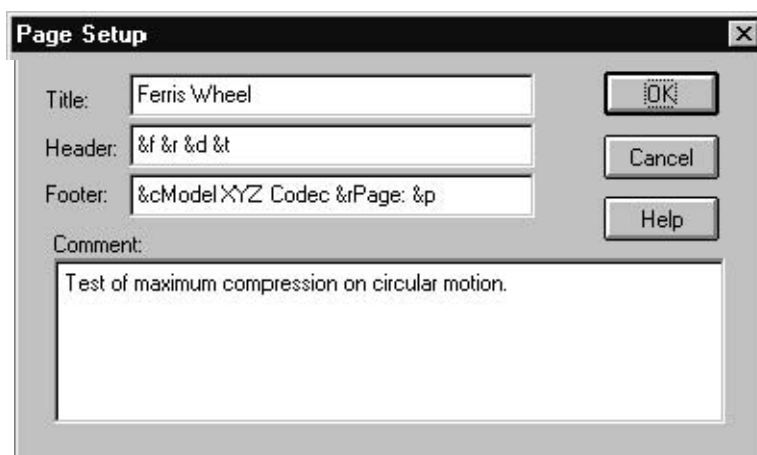 Page Setup
Title: Ferris Wheel
OK
Header: &f &r &d &t
Cancel
Footer: &cModel XYZ Codec &rPage: &p
Help
Comment:
Test of maximum compression on circular motion.